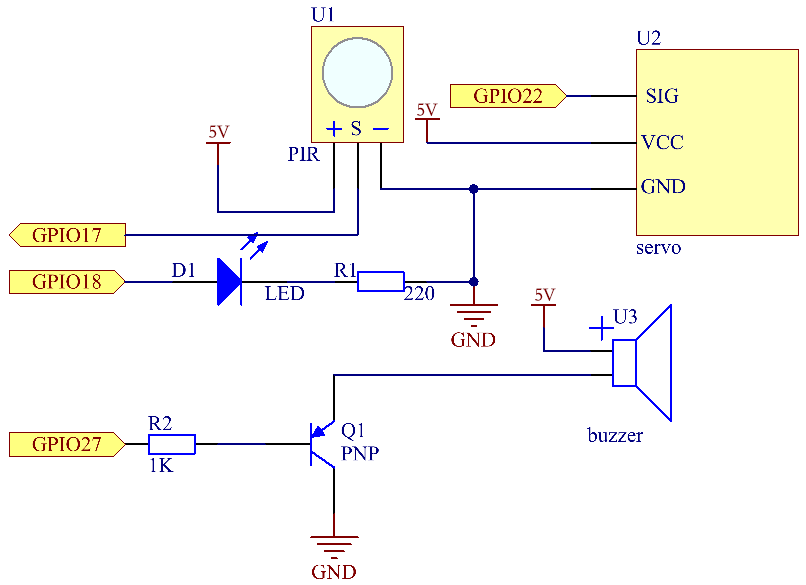 U1
U2
GPIO22
SIG
5V
5V
+ S −
VCC
PIR
GND
GPIO17
servo
GPIO18
D1
LED
R1
220
5V
GND
+
U3
R2
Q1
buzzer
GPIO27
PNP
1K
GND